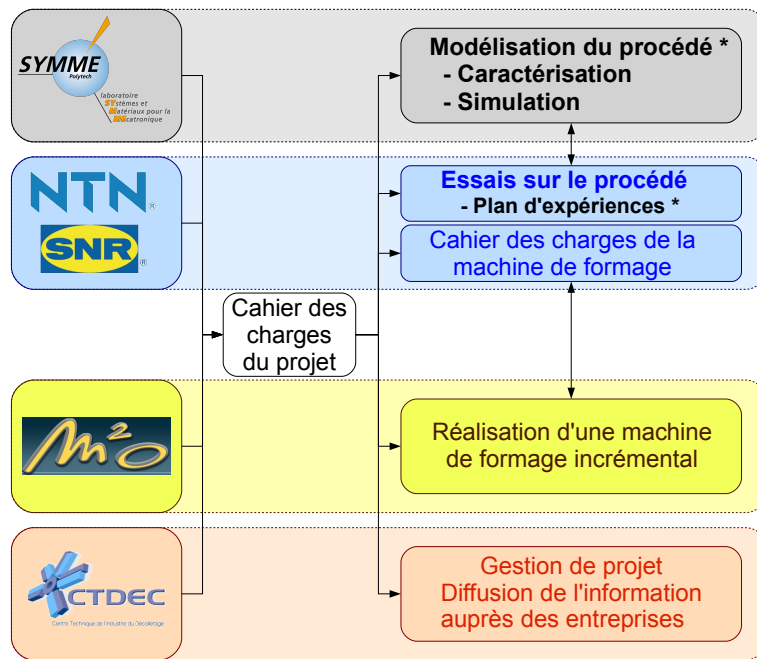 SYMME
Polytech
laboratoire
SYstèmes et
Matériaux pour la
MEcatronique
Modélisation du procédé *
- Caractérisation
- Simulation
NTN®
SNR®
Essais sur le procédé
- Plan d'expériences *
Cahier des charges de la
machine de formage
Cahier des
charges
du projet
m2o
Réalisation d'une machine
de formage incrémental
CTDEC
Centre Technique de l'Industrie du Décolletage
Gestion de projet
Diffusion de l'information
auprès des entreprises